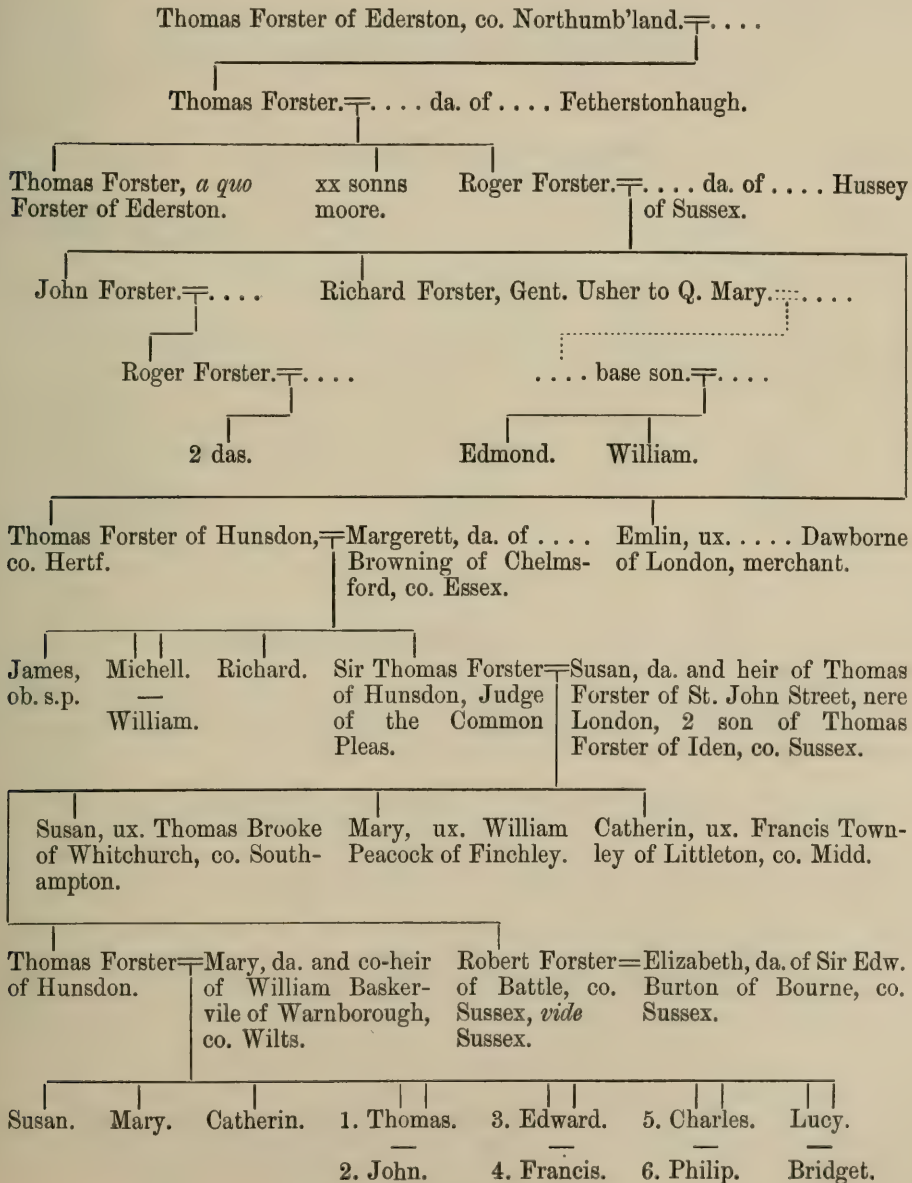 Thomas Forster of Ederston, co. Northumb'land.╤. . . .
Thomas Forster.╤. . . . da. of . . . . Fetherstonhaugh.
Thomas Forster, a quo
Forster of Ederston.
xx sonns
moore.
Roger Forster.╤. . . . da. of . . . . Hussey
of Sussex.
John Forster.╤. . . .
Richard Forster, Gent. Usher to Q. Mary. . . . .
Roger Forster.╤. . . .
. . . . base son.╤. . . .
2 das.
Edmond.
William.
Thomas Forster of Hunsdon,
co. Hertf.
╤Margerett, da. of . . . .
Browning of Chelms-
ford, co. Essex.
Emlin, ux. . . . . Dawborne
of London, merchant.
James,
ob. s.p.
Michell.
—
William.
Richard.
Sir Thomas Forster
of Hunsdon, Judge
of the Common
Pleas.
╤Susan, da. and heir of Thomas
Forster of St. John Street, nere
London, 2 son of Thomas
Forster of Iden, co. Sussex.
Susan, ux. Thomas Brooke
of Whitchurch, co. South-
ampton.
Mary, ux. William
Peacock of Finchley.
Catherin, ux. Francis Town-
ley of Littleton, co. Midd.
Thomas Forster
of Hunsdon.
╤Mary, da. and co-heir
of William Basker-
vile of Warnborough,
co. Wilts.
Robert Forster
of Battle, co.
Sussex, vide
Sussex.
=Elizabeth, da. of Sir Edw.
Burton of Bourne, co.
Sussex.
Susan.
Mary.
Catherin.
1. Thomas.
—
2. John.
3. Edward.
—
4. Francis.
5. Charles.
—
6. Philip.
Lucy.
—
Bridget.